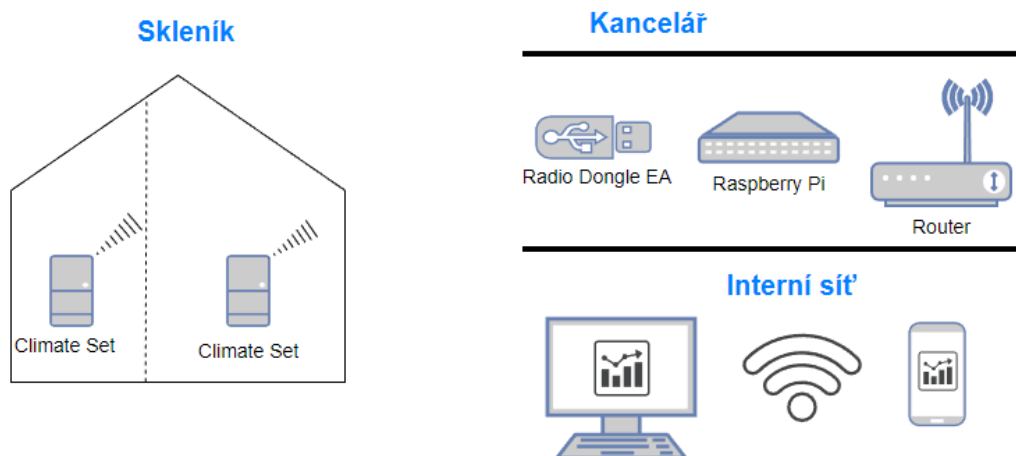 Skleník
Climate Set
Climate Set
Kancelář
Radio Dongle EA
Raspberry Pi
Router
Interní síť